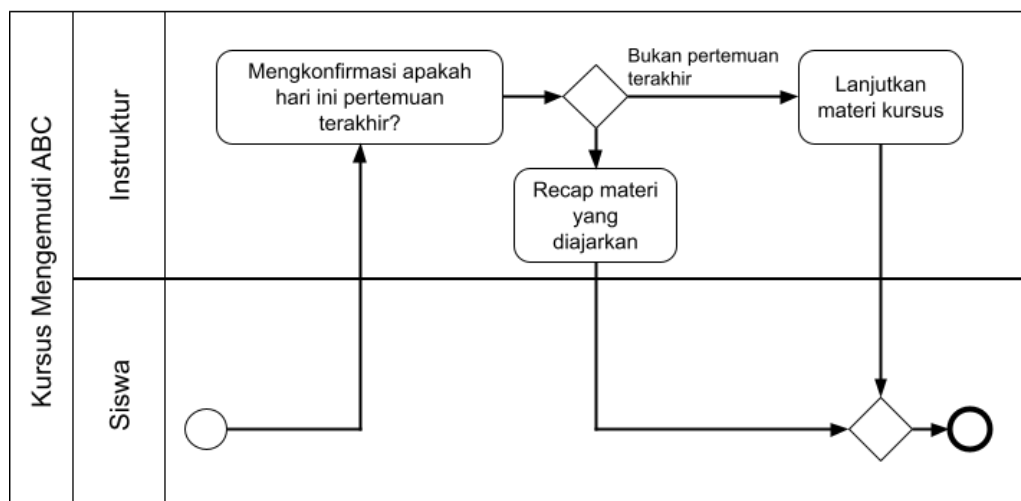 Kursus Mengemudi ABC
Instruktur
Mengkonfirmasi apakah
hari ini pertemuan
terakhir?
Bukan pertemuan
terakhir
Lanjutkan
materi kursus
Recap materi
yang
diajarkan
Siswa